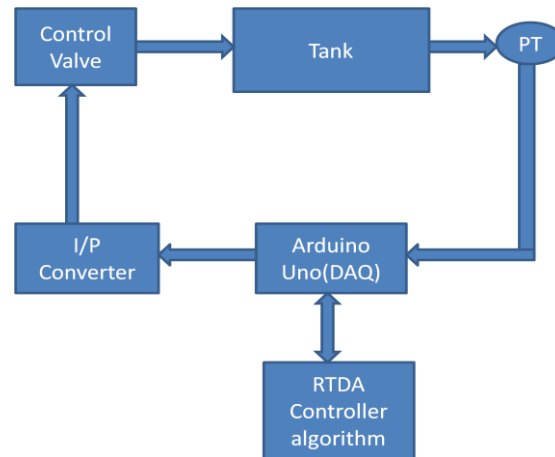 Control
Valve
Tank
PT
I/P
Converter
Arduino
Uno(DAQ)
RTDA
Controller
algorithm